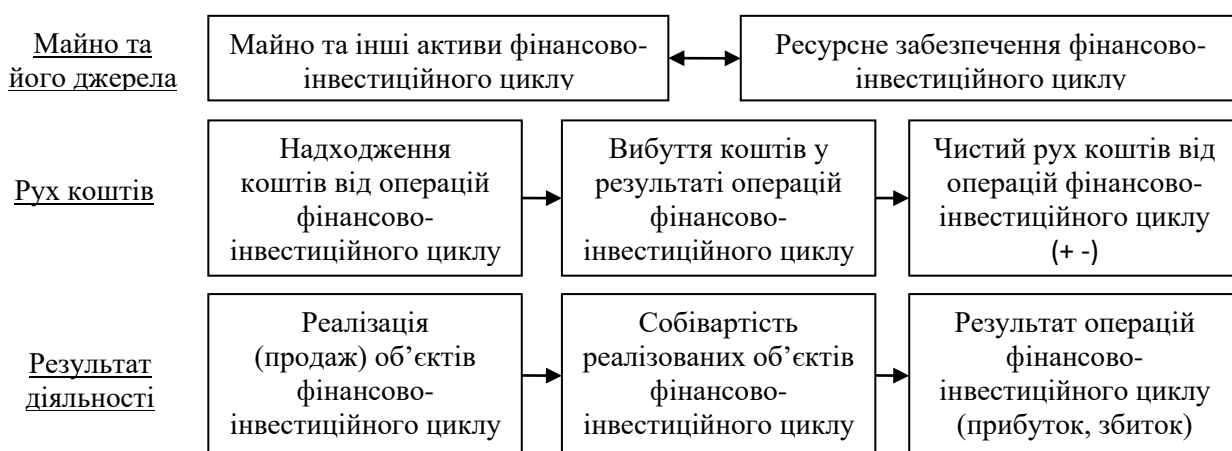 Майно та
його джерела
Майно та інші активи фінансово-
інвестиційного циклу
Ресурсне забезпечення фінансово-
інвестиційного циклу
Рух коштів
Надходження
коштів від операцій
фінансово-
інвестиційного циклу
Вибуття коштів у
результаті операцій
фінансово-
інвестиційного циклу
Чистий рух коштів від
операцій фінансово-
інвестиційного циклу
(+ -)
Результат
діяльності
Реалізація
(продаж) об’єктів
фінансово-
інвестиційного циклу
Собівартість
реалізованих об’єктів
фінансово-
інвестиційного циклу
Результат операцій
фінансово-
інвестиційного циклу
(прибуток, збиток)